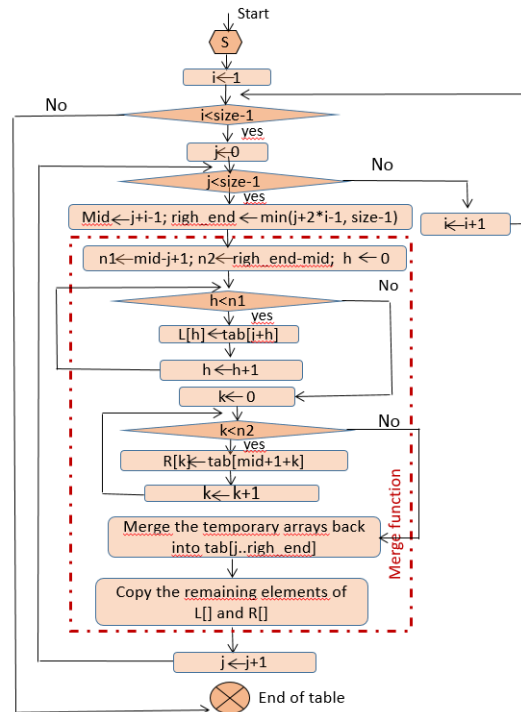 Start
S
i←1
No
i<size-1
yes
j←0
No
j<size-1
yes
Mid←j+i-1; righ_end←min(j+2*i-1, size-1)
i←i+1
n1←mid-j+1; n2←righ_end-mid; h ←0
No
h<n1
yes
L[h]←tab[j+h]
h←h+1
k←0
No
k<n2
yes
R[k]←tab[mid+1+k]
k← k+1
Merge the temporary arrays back
into tab[j..righ_end]
Merge function
Copy the remaining elements of
L[] and R[]
j←j+1
End of table